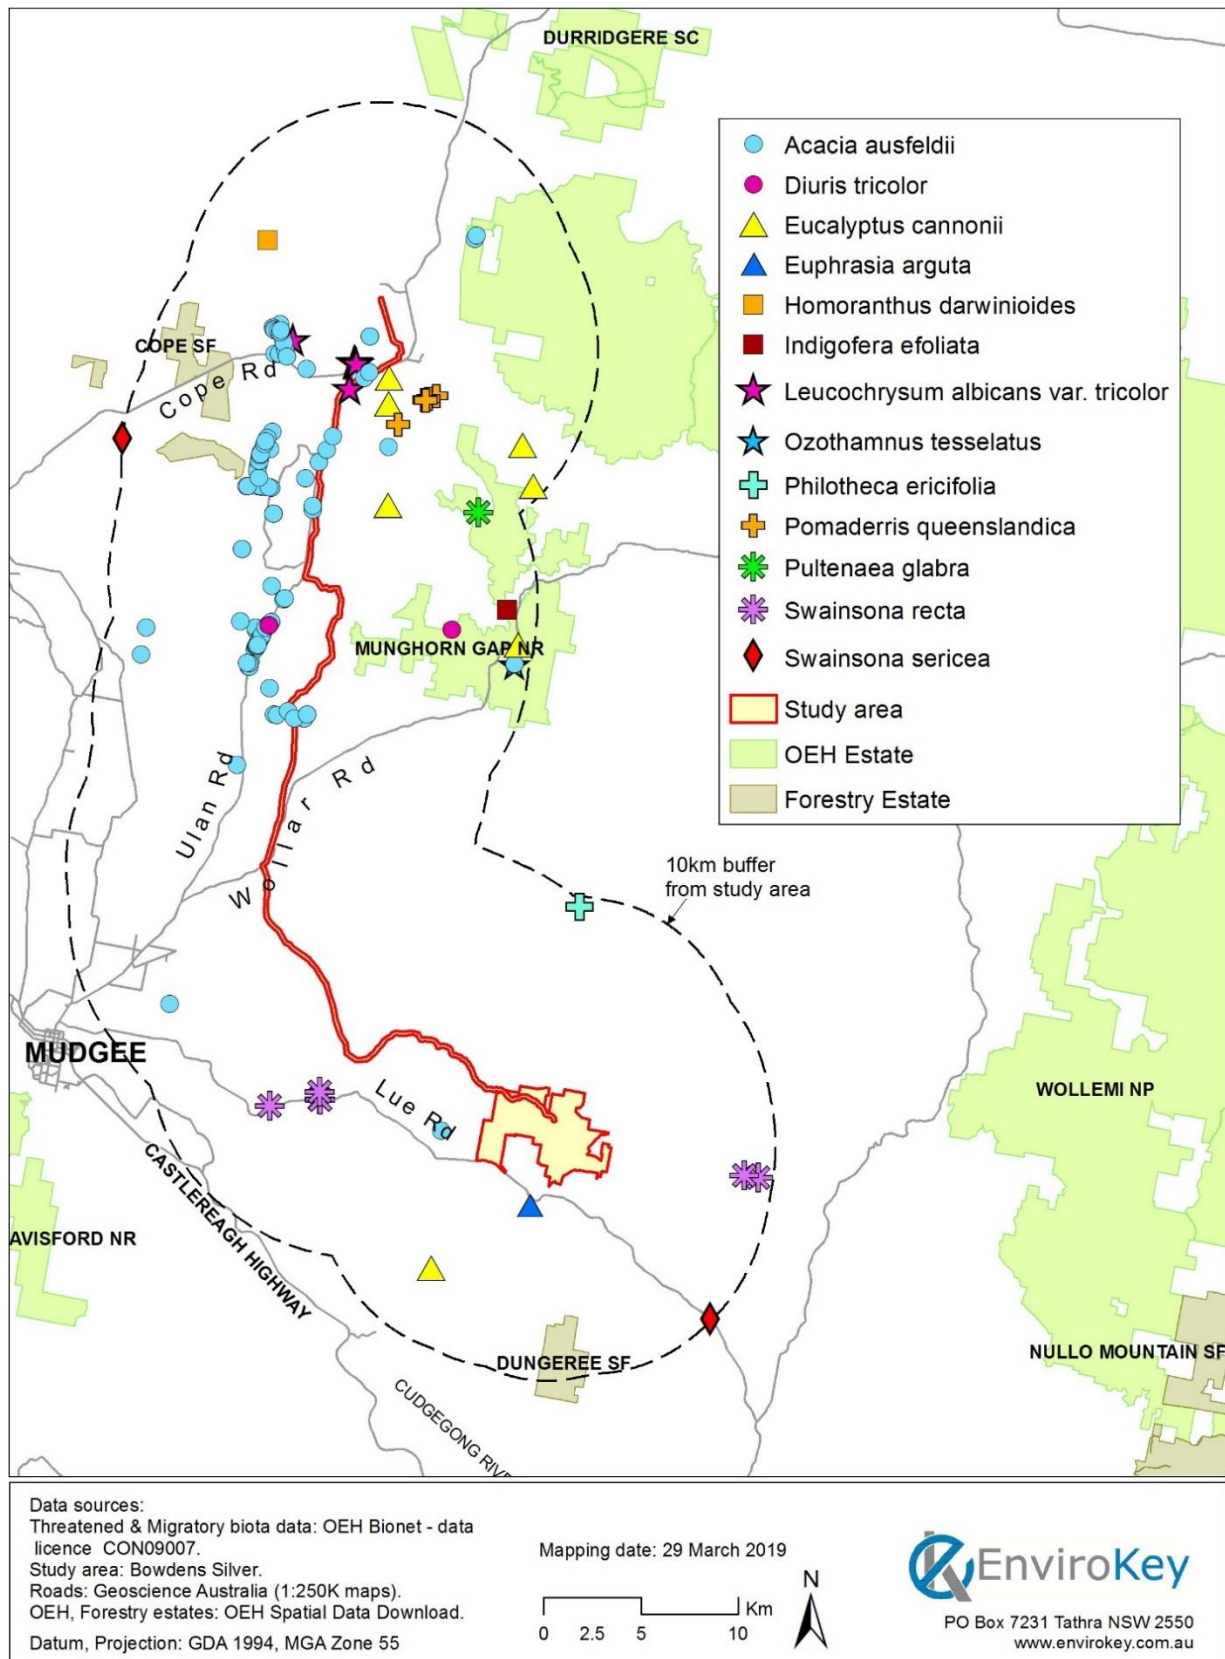 DURRIDGERE SC
Acacia ausfeldii
Diuris tricolor
Eucalyptus cannonii
Euphrasia arguta
Homoranthus darwinioides
Indigofera efoliata
Leucochrysum albicans var. tricolor
Ozothamnus tesselatus
Philotheca ericifolia
Pomaderris queenslandica
Pultenaea glabra
Swainsona recta
Swainsona sericea
Study area
OEH Estate
Forestry Estate
COPE SF
Cope Rd
MUNGHORN GAP NR
Ulan Rd
Wollar Rd
10km buffer
from study area
MUDGEE
Lue Rd
WOLLEMI NP
CASTLEREAGH HIGHWAY
AVISFORD NR
NULLO MOUNTAIN SF
DUNGEREE SF
CUDGEGONG RIVE
Data sources:
Threatened & Migratory biota data: OEH Bionet - data
licence CON09007.
Study area: Bowdens Silver.
Roads: Geoscience Australia (1:250K maps).
OEH, Forestry estates: OEH Spatial Data Download.
Datum, Projection: GDA 1994, MGA Zone 55
Mapping date: 29 March 2019
N
Km
0 2.5 5 10
EnviroKey
PO Box 7231 Tathra NSW 2550
www.envirokey.com.au